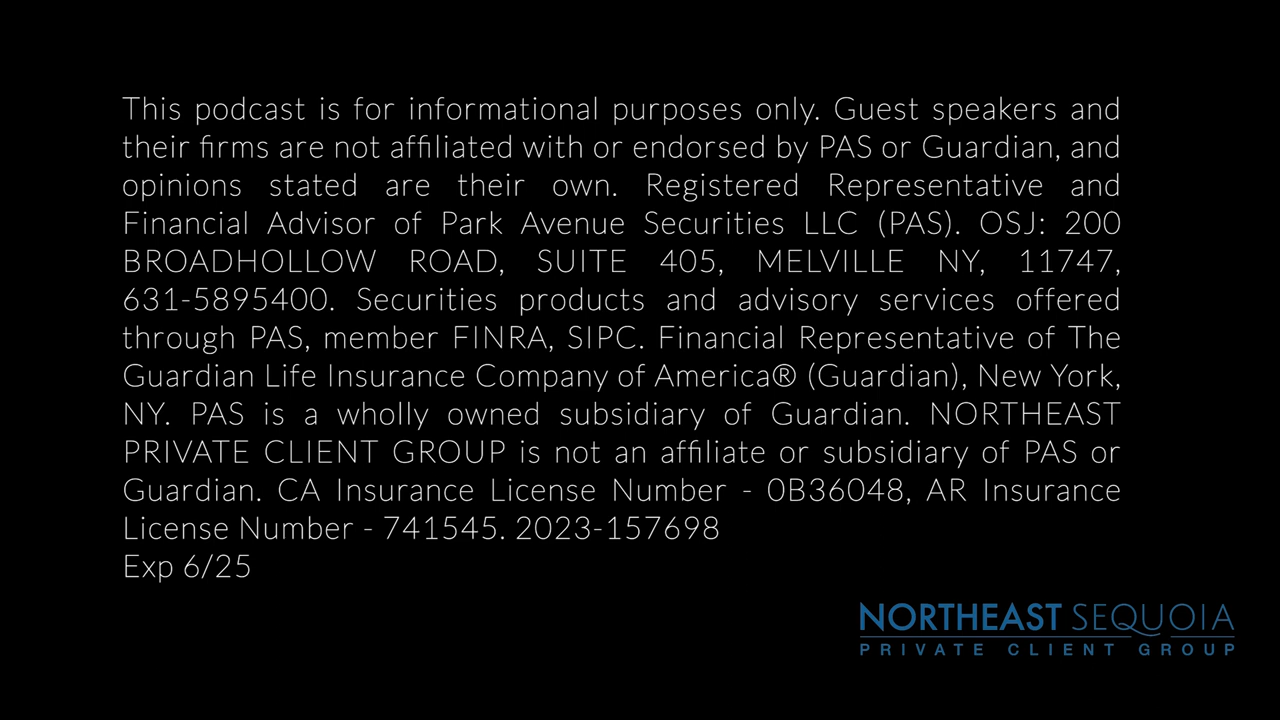 This podcast is for informational purposes only. Guest speakers and
their firms are not affiliated with or endorsed by PAS or Guardian, and
opinions stated are their own. Registered Representative and
Financial Advisor of Park Avenue Securities LLC (PAS). OSJ: 200
BROADHOLLOW ROAD, SUITE 405, MELVILLE NY, 11747,
631-5895400. Securities products and advisory services offered
through PAS, member FINRA, SIPC. Financial Representative of The
Guardian Life Insurance Company of America® (Guardian), New York,
NY. PAS is a wholly owned subsidiary of Guardian. NORTHEAST
PRIVATE CLIENT GROUP is not an affiliate or subsidiary of PAS or
Guardian. CA Insurance License Number - 0B36048, AR Insurance
License Number - 741545. 2023-157698
Exp 6/25
NORTHEAST SEQUOIA
PRIVATE CLIENT GROUP